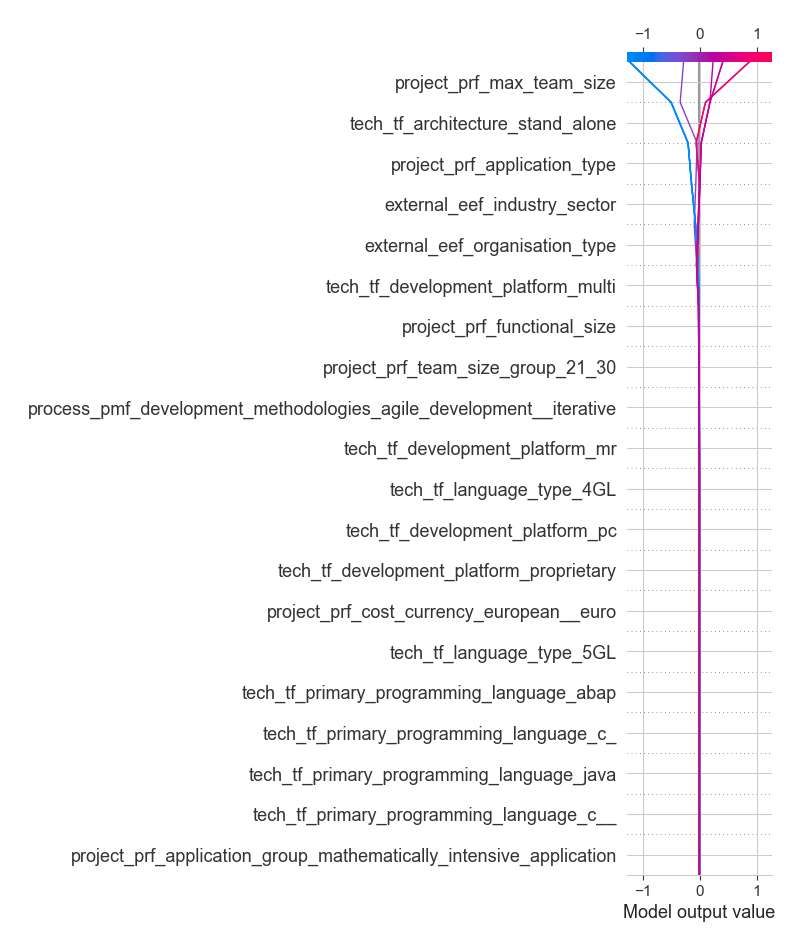 −1 0 1
project_prf_max_team_size
tech_tf_architecture_stand_alone
project_prf_application_type
external_eef_industry_sector
external_eef_organisation_type
tech_tf_development_platform_multi
project_prf_functional_size
project_prf_team_size_group_21_30
process_pmf_development_methodologies_agile_development__iterative
tech_tf_development_platform_mr
tech_tf_language_type_4GL
tech_tf_development_platform_pc
tech_tf_development_platform_proprietary
project_prf_cost_currency_european__euro
tech_tf_language_type_5GL
tech_tf_primary_programming_language_abap
tech_tf_primary_programming_language_c_
tech_tf_primary_programming_language_java
tech_tf_primary_programming_language_c__
project_prf_application_group_mathematically_intensive_application
−1 0 1
Model output value